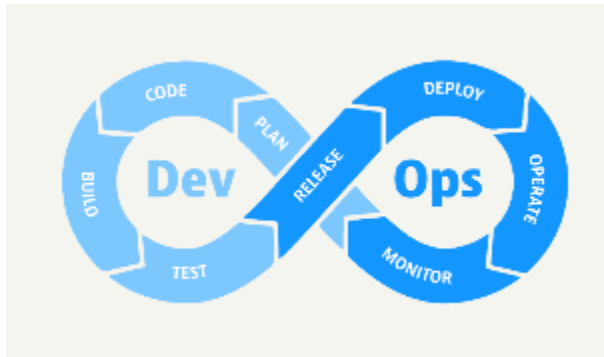 PLAN
CODE
BUILD
TEST
RELEASE
DEPLOY
OPERATE
MONITOR
Dev
Ops